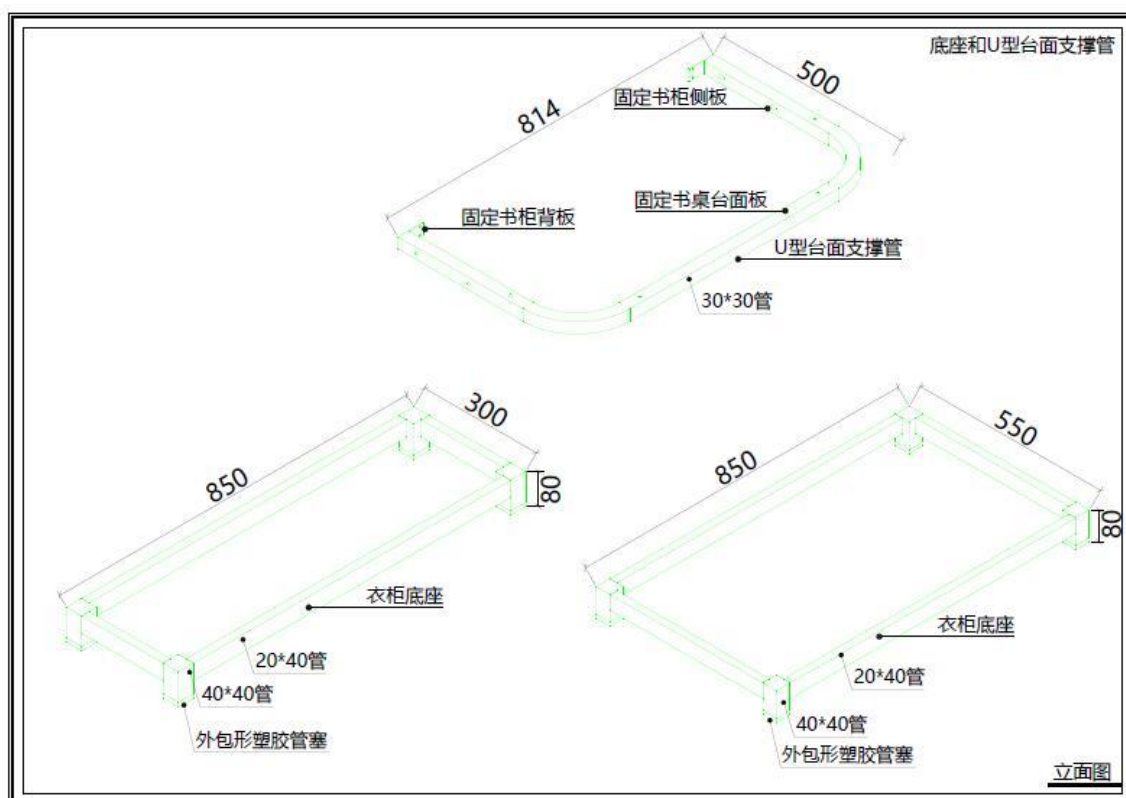 底座和U型台面支撑管
500
814
固定书柜侧板
固定书桌台面板
固定书柜背板
U型台面支撑管
30*30管
300
850
80
衣柜底座
20*40管
40*40管
外包形塑胶管塞
550
850
80
衣柜底座
20*40管
40*40管
外包形塑胶管塞
立面图